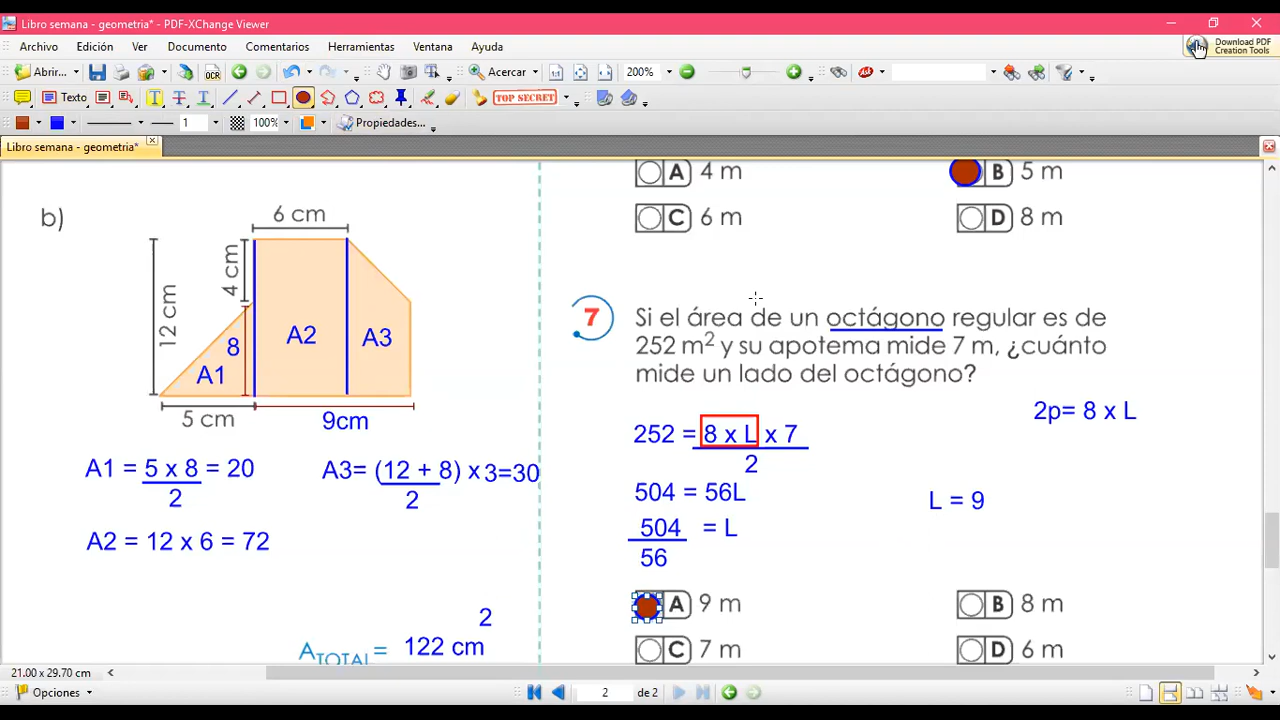 Libro semana - geometria* - PDF-XChange Viewer
Archivo Edición Ver Documento Comentarios Herramientas Ventana Ayuda
Download PDF
Creation Tools
Abrir... OCR Acercar 200%
Texto TOP SECRET
1 100% Propiedades...
Libro semana - geometria*
b)
6 cm
4 cm
12 cm
8
A1
A2
A3
5 cm
9cm
A1 = 5 x 8 = 20
2
A3= (12 + 8) x 3=30
2
A2 = 12 x 6 = 72
2
ATOTAL = 122 cm
A 4 m
B 5 m
C 6 m
D 8 m
7
Si el área de un octágono regular es de
252 m2 y su apotema mide 7 m, ¿cuánto
mide un lado del octágono?
2p= 8 x L
252 = 8 x L x 7
2
504 = 56L
L = 9
504 = L
56
A 9 m
B 8 m
C 7 m
D 6 m
21.00 x 29.70 cm
Opciones
2 de 2